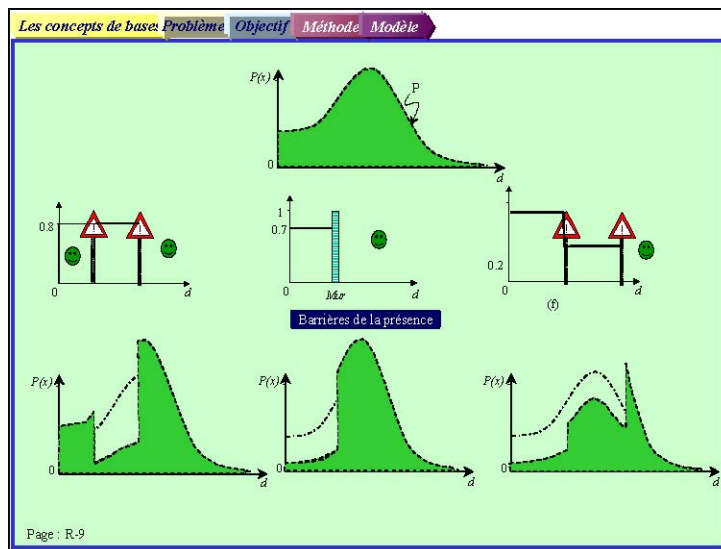 Les concepts de bases Problème Objectif Méthode Modèle
P(x)
P
0
d
0.8
0
d
1
0.7
0
Mur
d
0.2
(f)
d
Barrières de la présence
P(x)
0
d
P(x)
0
d
P(x)
0
d
Page : R-9